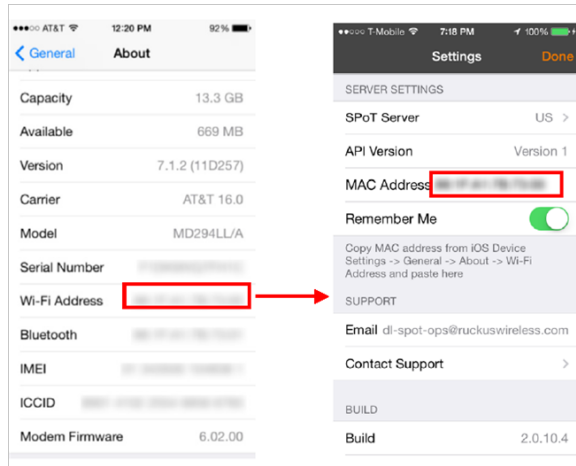 AT&T 12:20 PM 92%
General About
Capacity 13.3 GB
Available 669 MB
Version 7.1.2 (11D257)
Carrier AT&T 16.0
Model MD294LL/A
Serial Number
Wi-Fi Address
Bluetooth
IMEI
ICCID
Modem Firmware 6.02.00
T-Mobile 7:18 PM 100%
Settings Done
SERVER SETTINGS
SPoT Server US
API Version Version 1
MAC Address
Remember Me
Copy MAC address from iOS Device
Settings -> General -> About -> Wi-Fi
Address and paste here
SUPPORT
Email dl-spot-ops@ruckuswireless.com
Contact Support
BUILD
Build 2.0.10.4